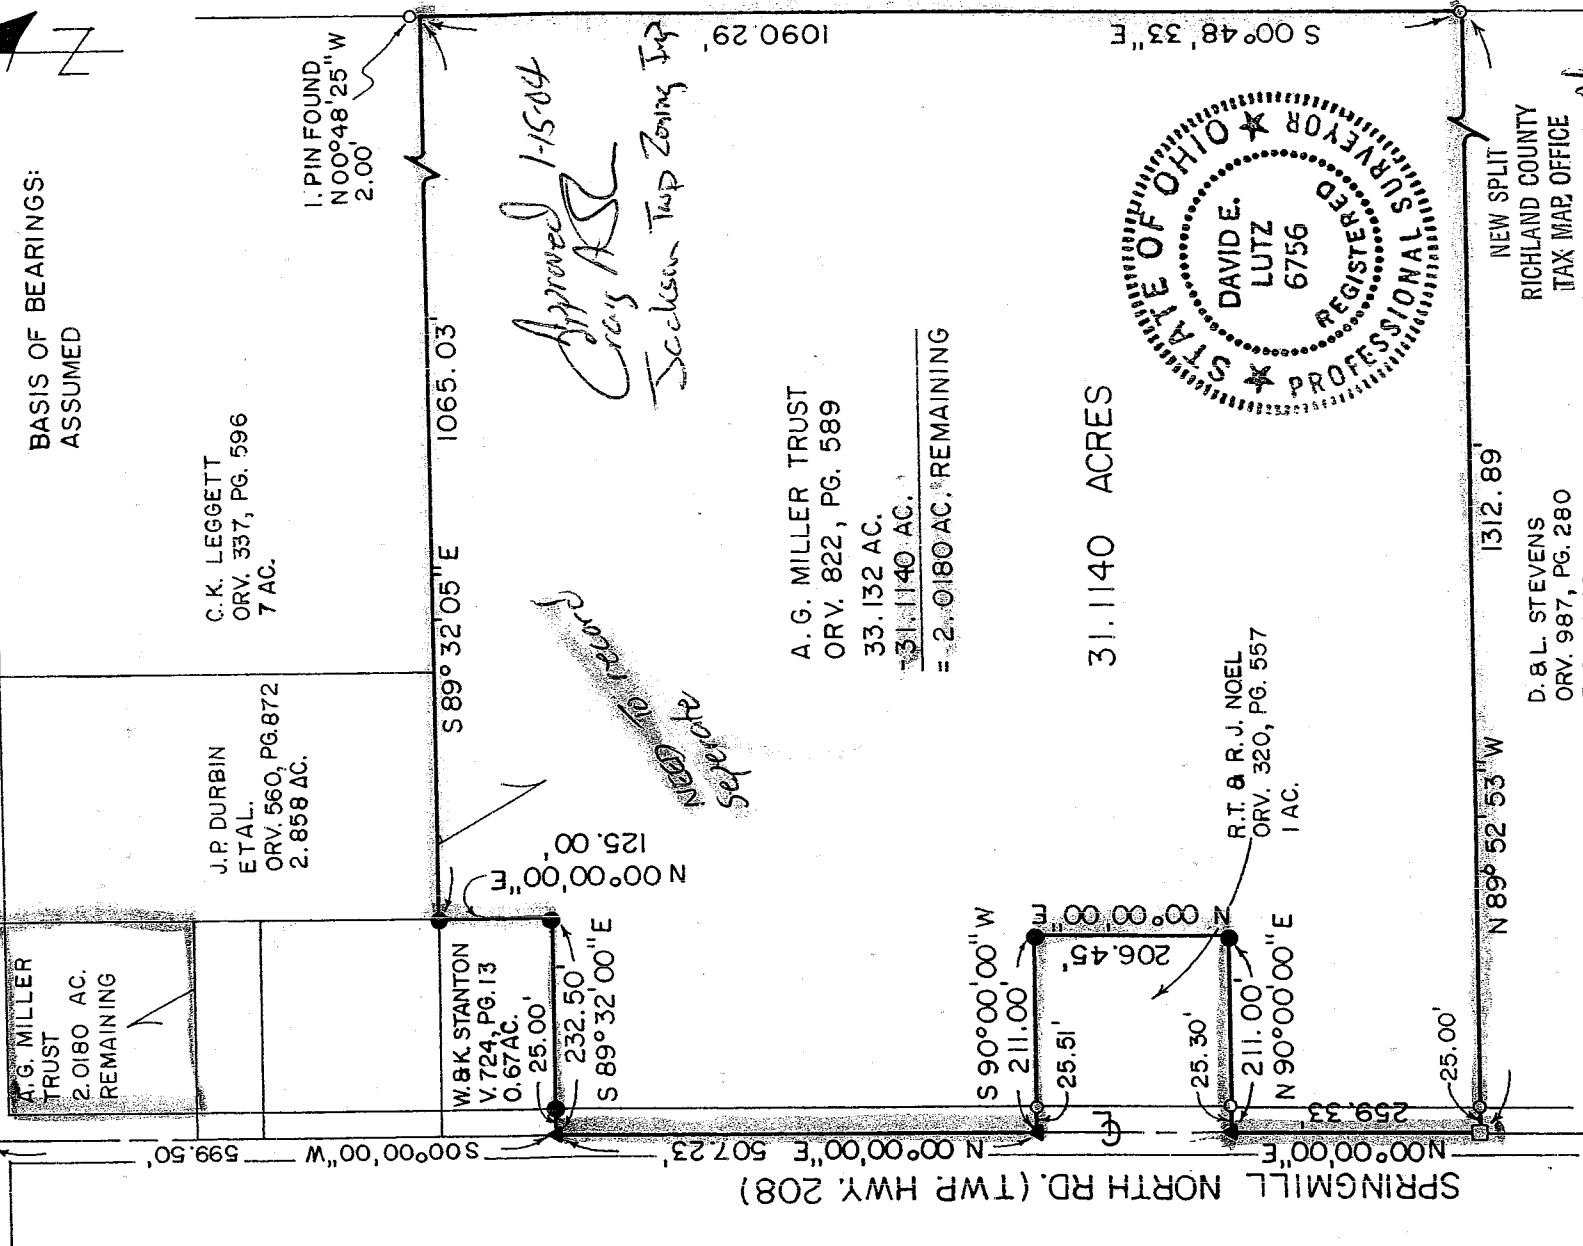 N
BASIS OF BEARINGS:
ASSUMED
I. PIN FOUND
N00°48'25"W
2.00'
1090.29'
S 00°48'33"E
C. K. LEGGETT
ORV. 337, PG. 596
7 AC.
J.P. DURBIN
ETAL.
ORV. 560, PG. 872
2.858 AC.
S 89°32'05"E
1065.03'
Approved 1-15-04
Craig
Jackson Twp Zoning Insp
A.G. MILLER
TRUST
2.0180 AC.
REMAINING
W. & K. STANTON
V. 724, PG. 13
0.67 AC.
25.00'
232.50'
S 89°32'00"E
N 00°00'00"E
125.00'
NEED TO record
seperate
A. G. MILLER TRUST
ORV. 822, PG. 589
33.132 AC.
-31.1140 AC.
= 2.0180 AC. REMAINING
31.1140 ACRES
STATE OF OHIO
DAVID E.
LUTZ
6756
REGISTERED
PROFESSIONAL SURVEYOR
S 90°00'00"W
211.00'
25.51'
N 00°00'00"E
206.45'
R.T. & R.J. NOEL
ORV. 320, PG. 557
1 AC.
25.30'
211.00'
N 90°00'00"E
25.00'
N 89°52'53"W
1312.89'
D. & L. STEVENS
ORV. 987, PG. 280
NEW SPLIT
RICHLAND COUNTY
TAX MAP OFFICE
S 00°00'00"W
599.50'
N 00°00'00"E 507.23'
N 00°00'00"E
259.33'
SPRINGMILL NORTH RD. (TWP. HWY. 208)